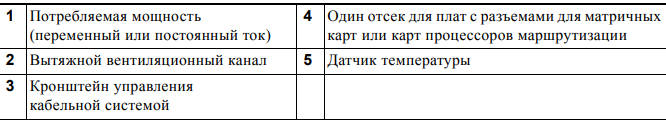 1 Потребляемая мощность
(переменный или постоянный ток)
4 Один отсек для плат с разъемами для матричных
карт или карт процессоров маршрутизации
2 Вытяжной вентиляционный канал
5 Датчик температуры
3 Кронштейн управления
кабельной системой